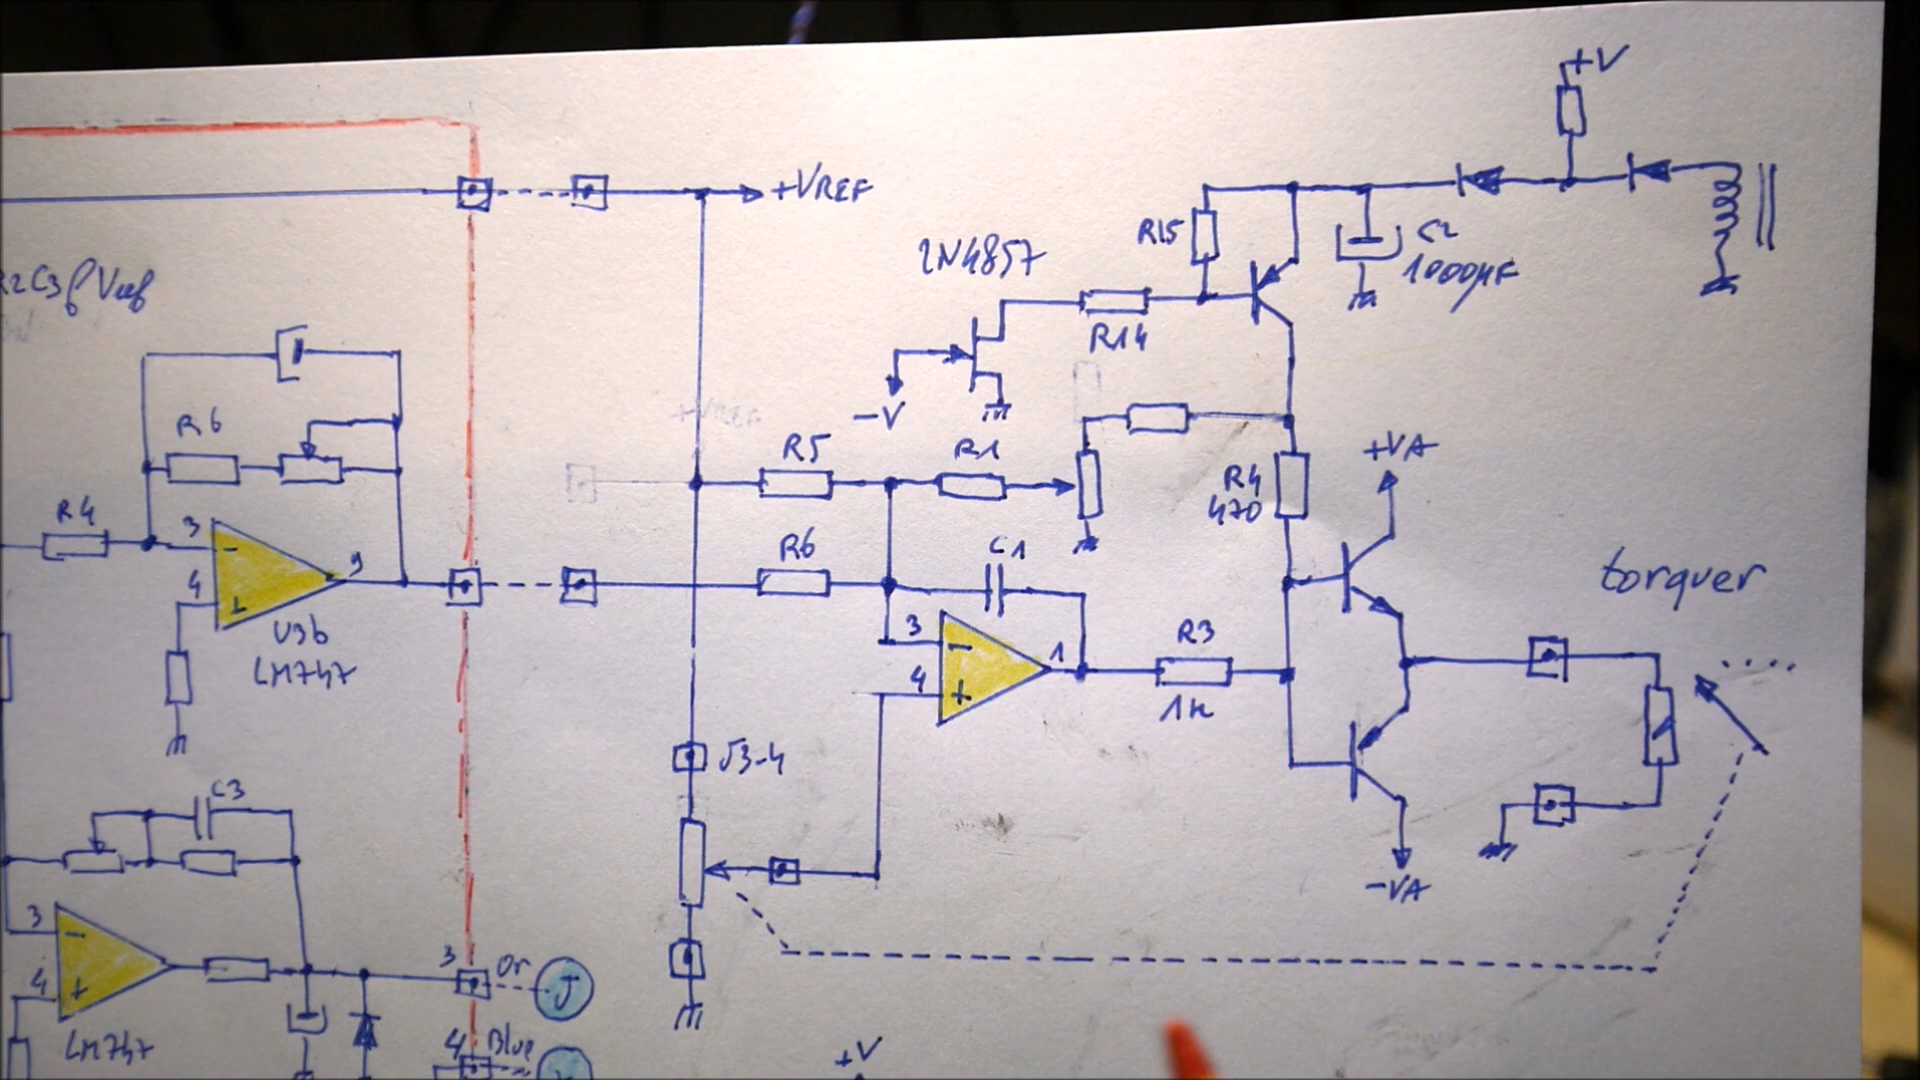 +V
+VREF
2N4857
R15
C2
1000µF
R2C3 f Vref
R14
-V
+VA
R6
R5
R1
R4
470
R4
3
-
4
+
9
U3b
LM747
R6
C1
torquer
3
-
4
+
1
R3
1K
J3-4
C3
-VA
3
-
4
+
LM747
3
Or
J
4
Blue
+V